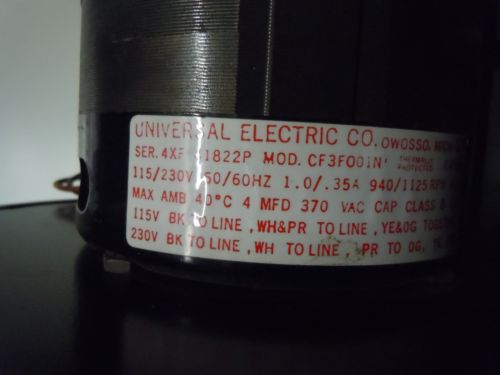 UNIVERSAL ELECTRIC CO. OWOSSO, MICH.
SER. 4XF 1822P MOD. CF3F001N THERMALLY PROTECTED
115/230V 50/60HZ 1.0/.35A 940/1125 RPM
MAX AMB 40°C 4 MFD 370 VAC CAP CLASS B
115V BK TO LINE, WH&PR TO LINE, YE&OG
230V BK TO LINE, WH TO LINE, PR TO OG,